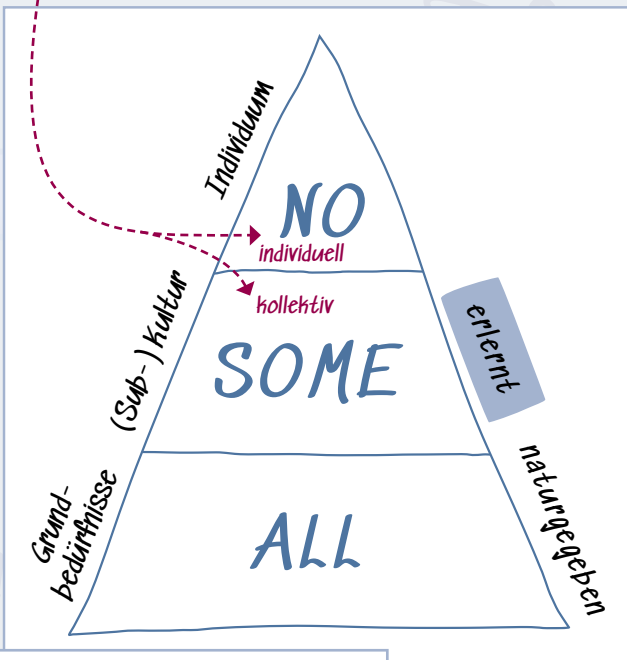 Individuum
NO
individuell
kollektiv
(Sub-) Kultur
SOME
erlernt
Grund-
bedürfnisse
ALL
naturgegeben